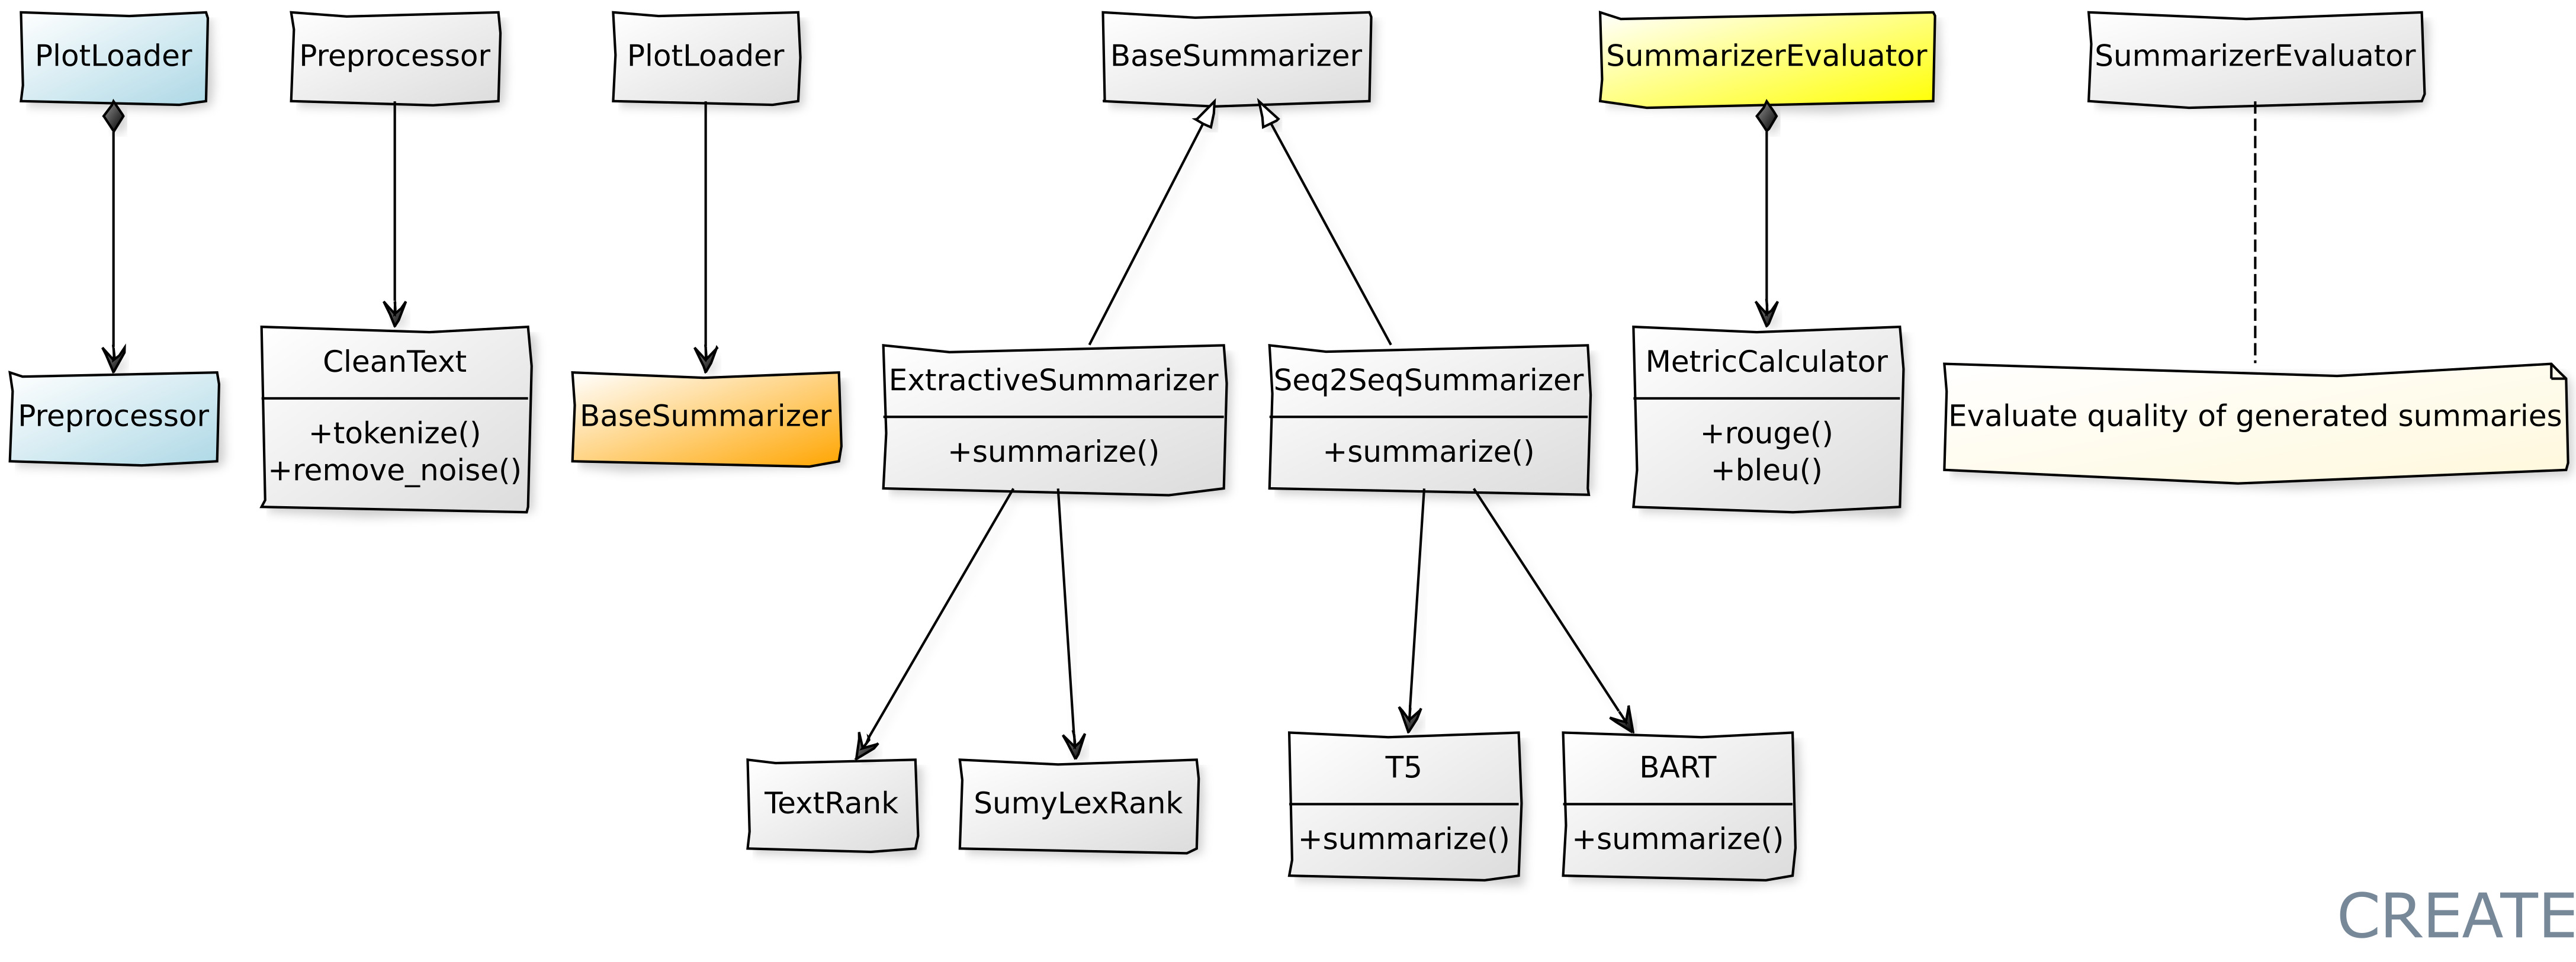 PlotLoader
Preprocessor
PlotLoader
BaseSummarizer
SummarizerEvaluator
SummarizerEvaluator
Preprocessor
CleanText
+tokenize()
+remove_noise()
BaseSummarizer
ExtractiveSummarizer
+summarize()
Seq2SeqSummarizer
+summarize()
MetricCalculator
+rouge()
+bleu()
Evaluate quality of generated summaries
TextRank
SumyLexRank
T5
+summarize()
BART
+summarize()
CREATE